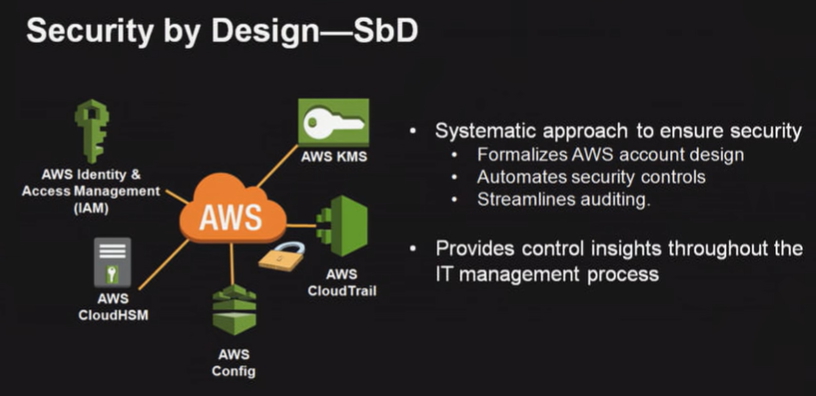 Security by Design—SbD
AWS Identity &
Access Management
(IAM)
AWS KMS
AWS
AWS
CloudHSM
AWS
CloudTrail
AWS
Config
• Systematic approach to ensure security
• Formalizes AWS account design
• Automates security controls
• Streamlines auditing.
• Provides control insights throughout the
IT management process